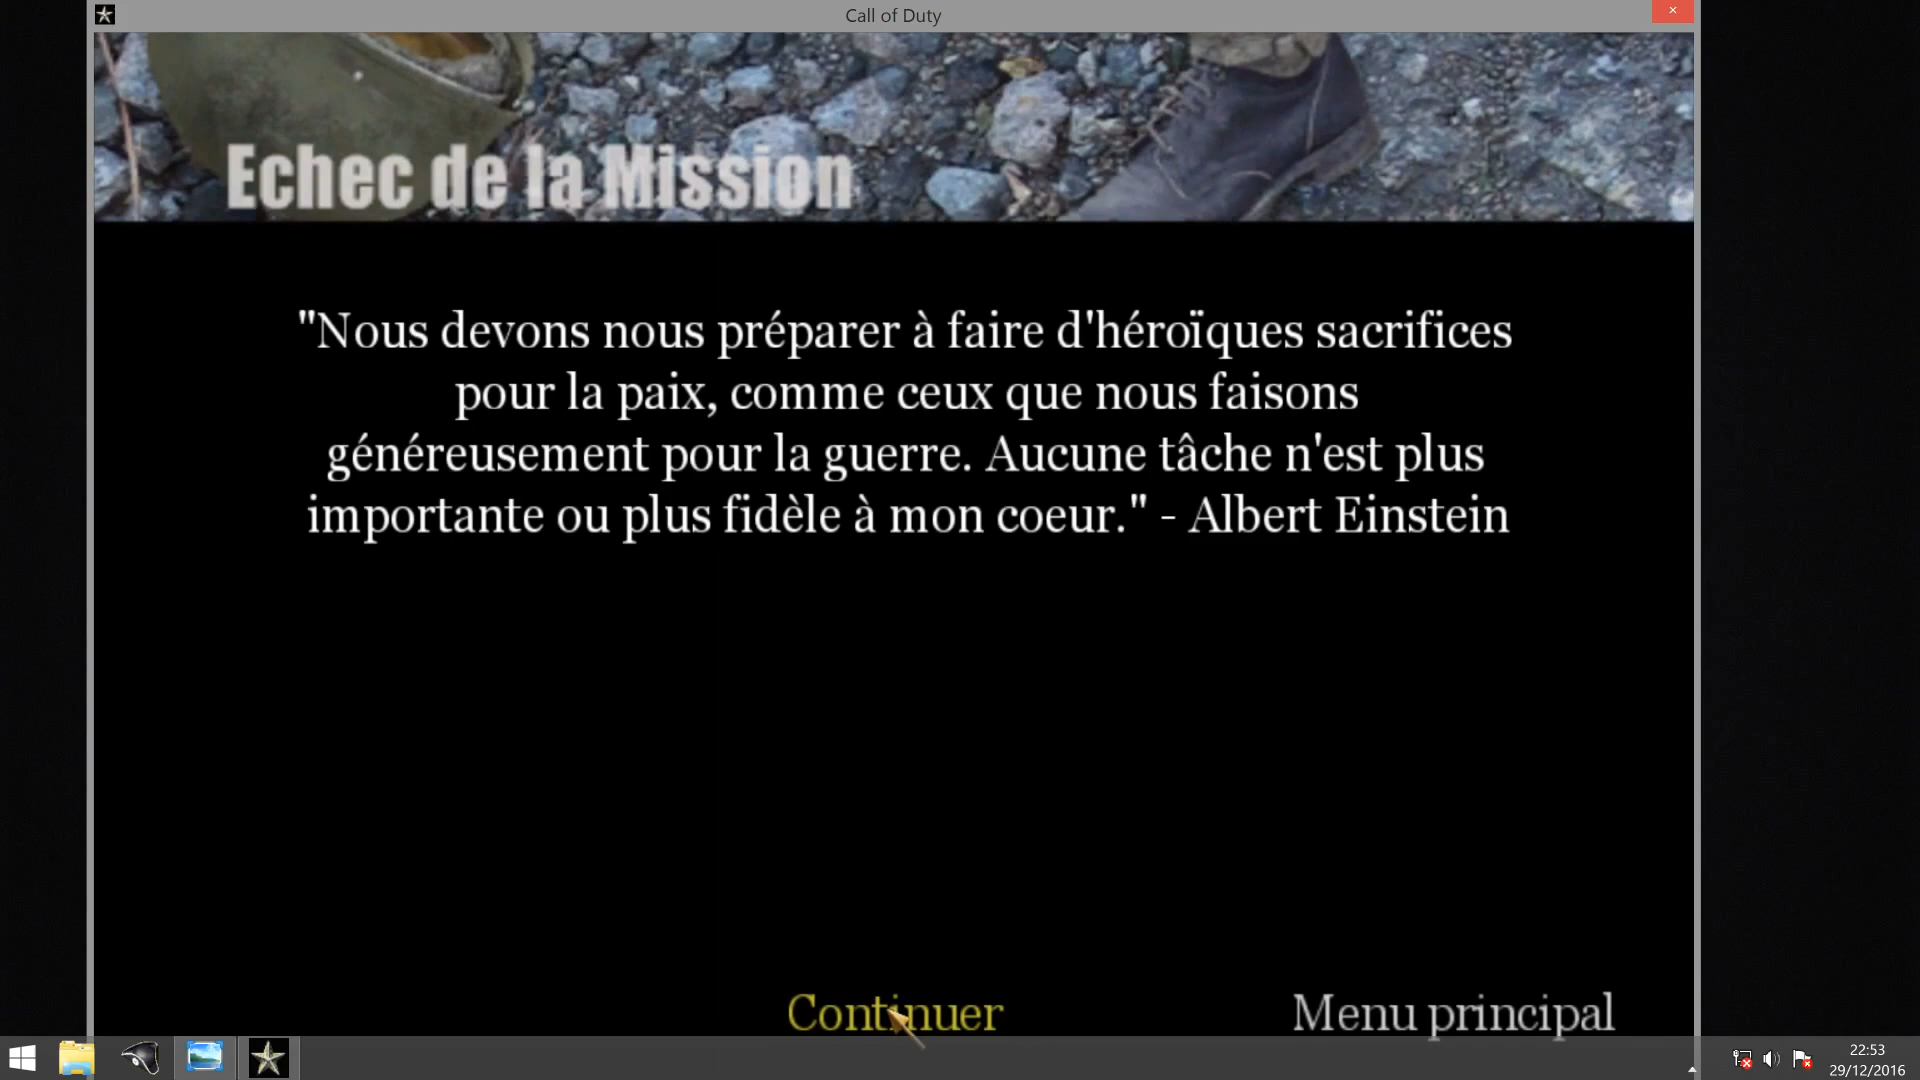 Call of Duty
Echec de la Mission
"Nous devons nous préparer à faire d'héroïques sacrifices
pour la paix, comme ceux que nous faisons
généreusement pour la guerre. Aucune tâche n'est plus
importante ou plus fidèle à mon coeur." - Albert Einstein
Continuer
Menu principal
22:53
29/12/2016